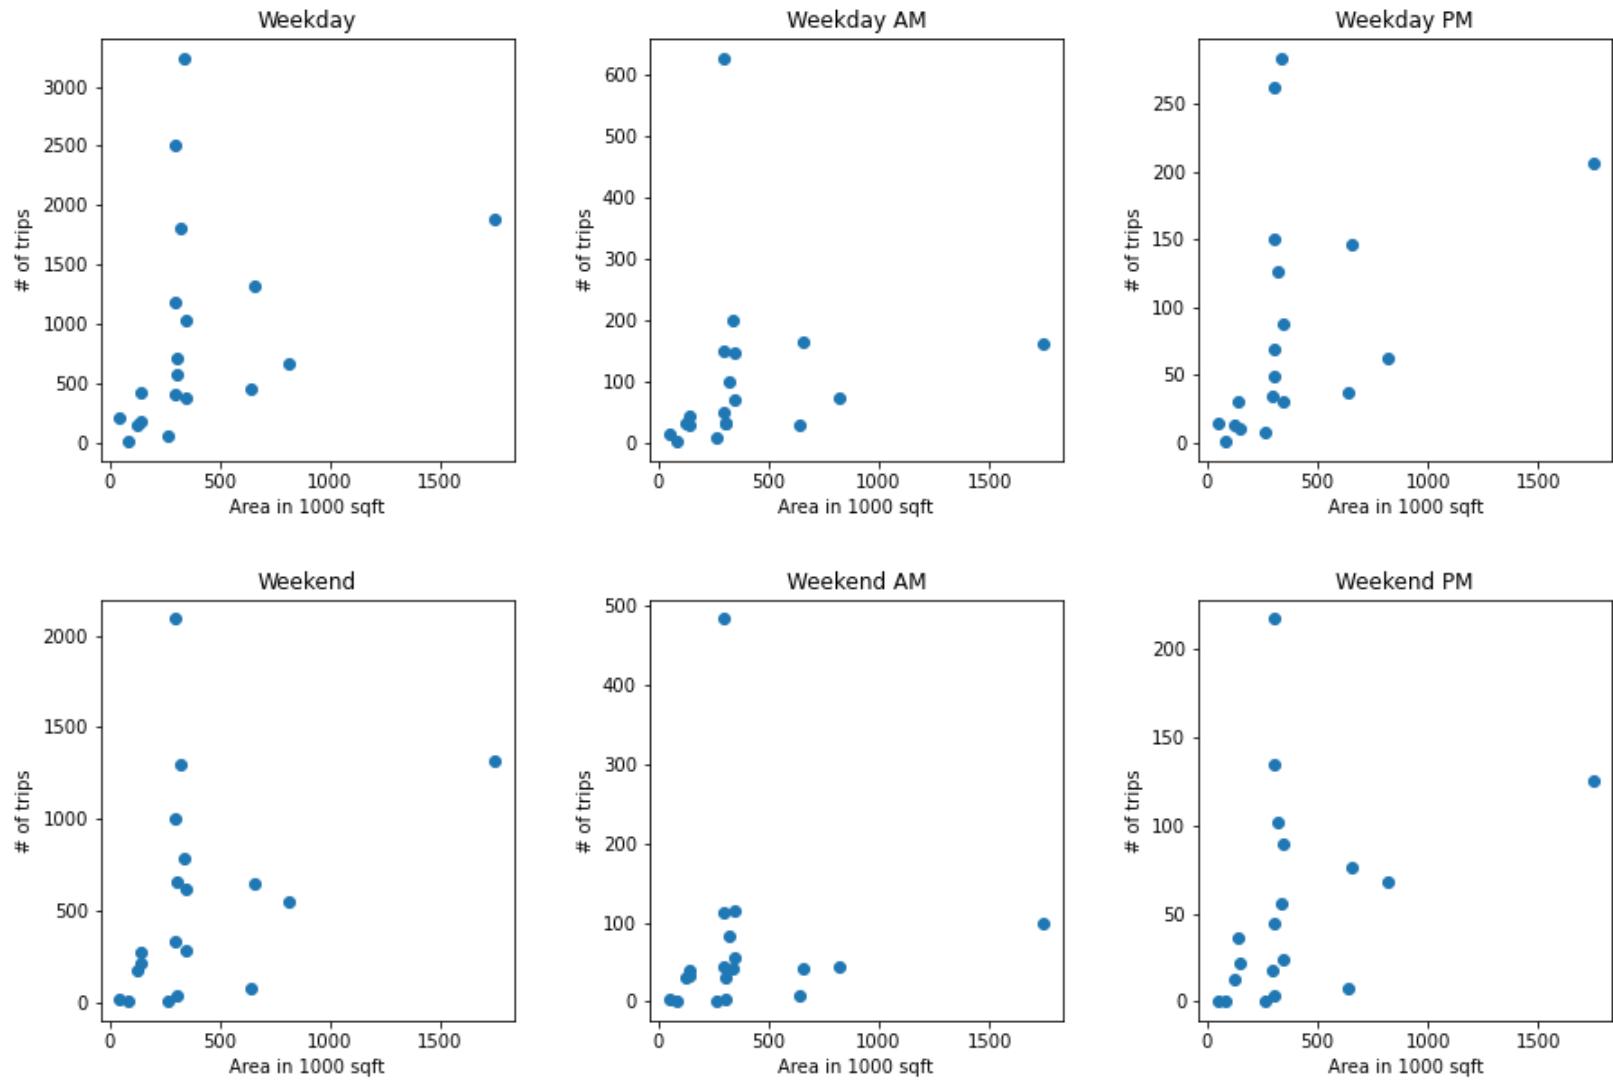 Weekday
# of trips
3000
2500
2000
1500
1000
500
0
0 500 1000 1500
Area in 1000 sqft
Weekday AM
# of trips
600
500
400
300
200
100
0
0 500 1000 1500
Area in 1000 sqft
Weekday PM
# of trips
250
200
150
100
50
0
0 500 1000 1500
Area in 1000 sqft
Weekend
# of trips
2000
1500
1000
500
0
0 500 1000 1500
Area in 1000 sqft
Weekend AM
# of trips
500
400
300
200
100
0
0 500 1000 1500
Area in 1000 sqft
Weekend PM
# of trips
200
150
100
50
0
0 500 1000 1500
Area in 1000 sqft